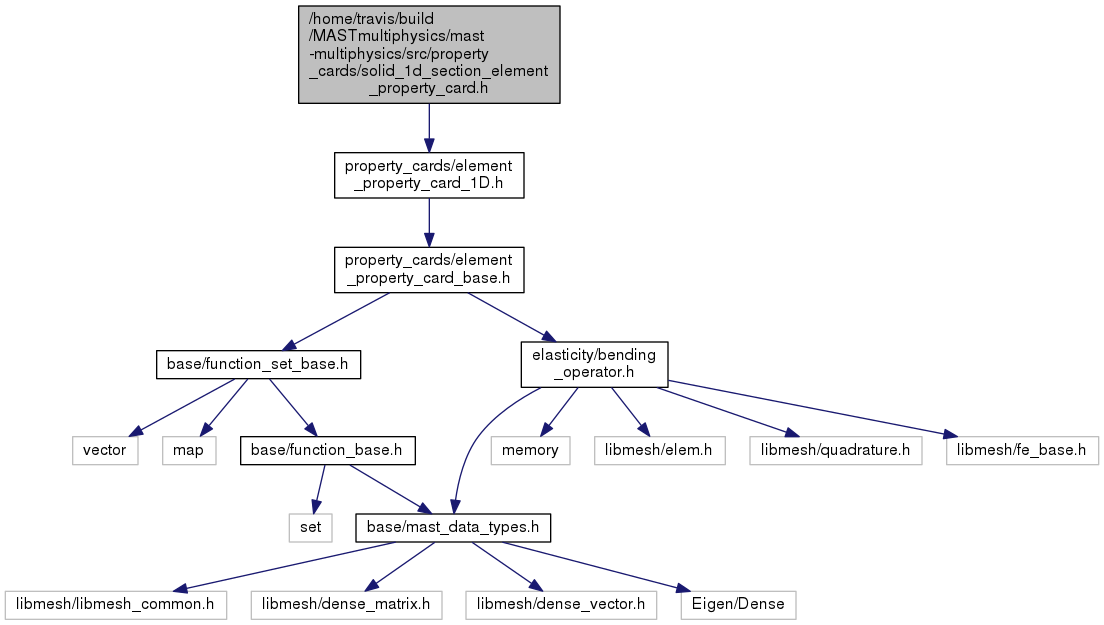 /home/travis/build
/MASTmultiphysics/mast
-multiphysics/src/property
_cards/solid_1d_section_element
_property_card.h
property_cards/element
_property_card_1D.h
property_cards/element
_property_card_base.h
base/function_set_base.h
elasticity/bending
_operator.h
vector
map
base/function_base.h
memory
libmesh/elem.h
libmesh/quadrature.h
libmesh/fe_base.h
set
base/mast_data_types.h
libmesh/libmesh_common.h
libmesh/dense_matrix.h
libmesh/dense_vector.h
Eigen/Dense